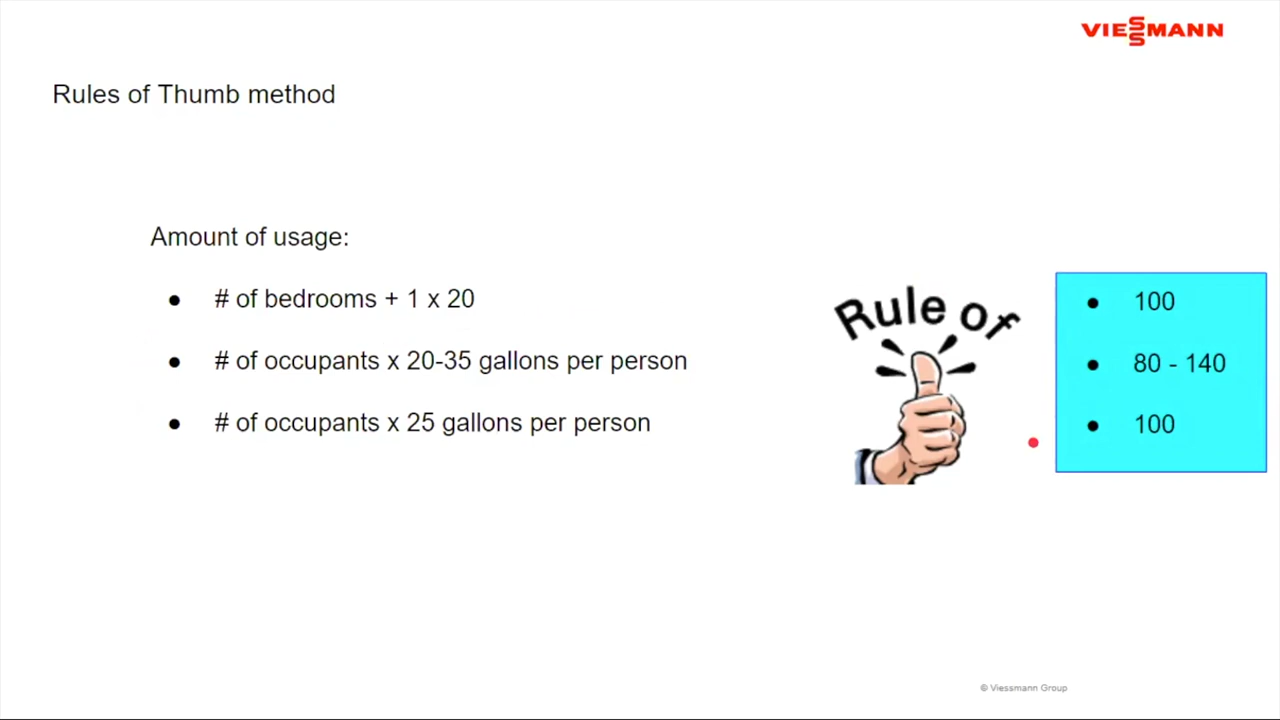 VIESSMANN
Rules of Thumb method
Amount of usage:
● # of bedrooms + 1 x 20
● # of occupants x 20-35 gallons per person
● # of occupants x 25 gallons per person
Rule of
● 100
● 80 - 140
● 100
© Viessmann Group